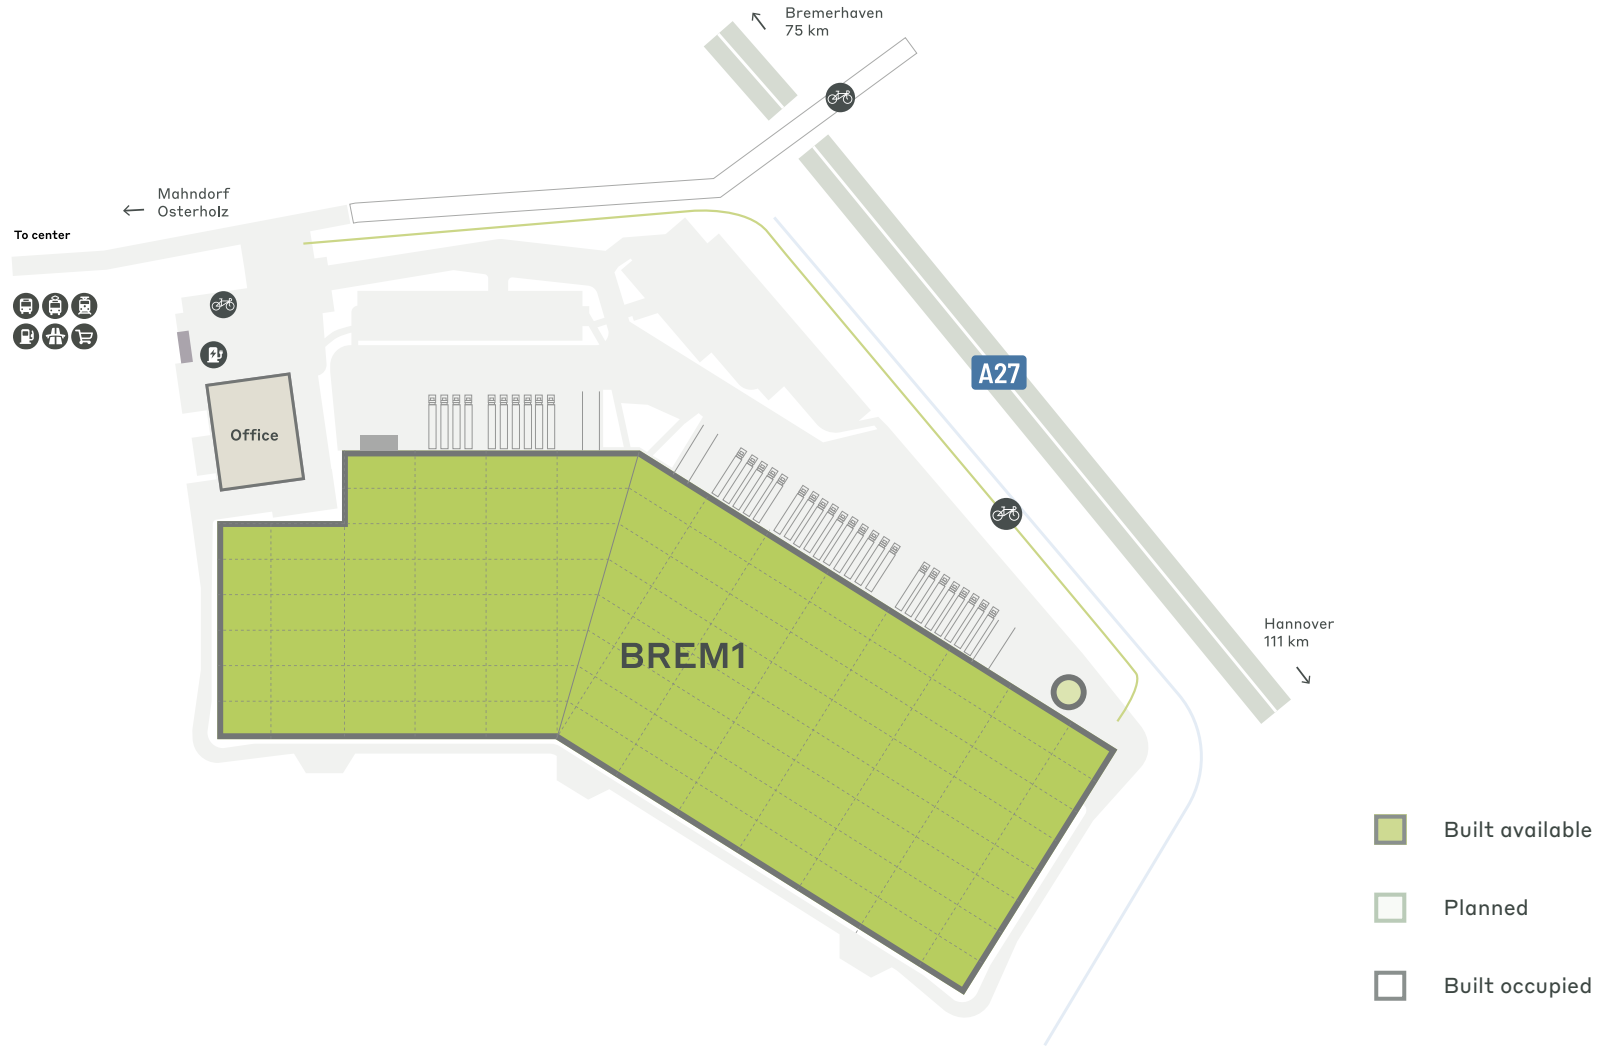 Bremerhaven
75 km
Mahndorf
Osterholz
To center
A27
Office
Hannover
111 km
BREM1
Built available
Planned
Built occupied